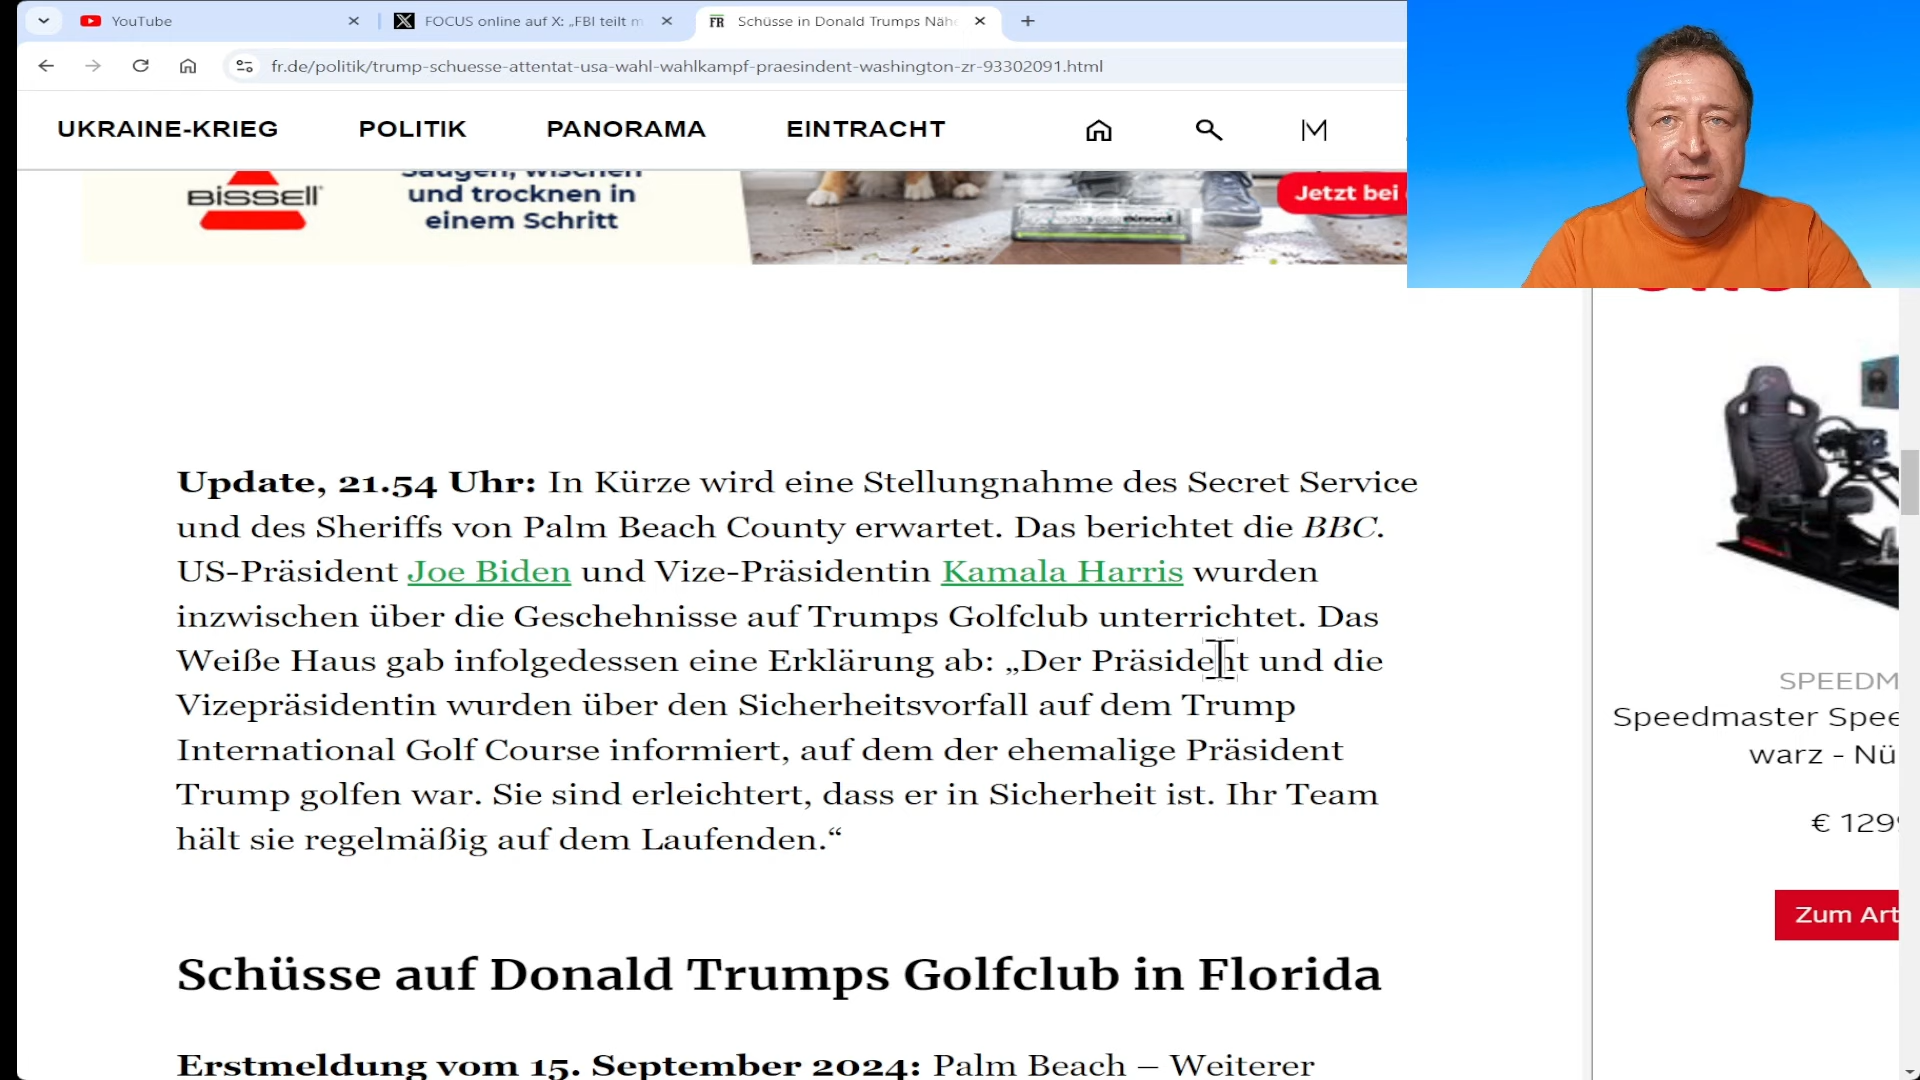 YouTube
FOCUS online auf X: „FBI teilt m
FR Schüsse in Donald Trumps Näh
fr.de/politik/trump-schuesse-attentat-usa-wahl-wahlkampf-praesindent-washington-zr-93302091.html
UKRAINE-KRIEG POLITIK PANORAMA EINTRACHT
BISSELL
Saugen, wischen
und trocknen in
einem Schritt
Jetzt bei
Update, 21.54 Uhr: In Kürze wird eine Stellungnahme des Secret Service
und des Sheriffs von Palm Beach County erwartet. Das berichtet die BBC.
US-Präsident Joe Biden und Vize-Präsidentin Kamala Harris wurden
inzwischen über die Geschehnisse auf Trumps Golfclub unterrichtet. Das
Weiße Haus gab infolgedessen eine Erklärung ab: „Der Präsident und die
Vizepräsidentin wurden über den Sicherheitsvorfall auf dem Trump
International Golf Course informiert, auf dem der ehemalige Präsident
Trump golfen war. Sie sind erleichtert, dass er in Sicherheit ist. Ihr Team
hält sie regelmäßig auf dem Laufenden.“
Schüsse auf Donald Trumps Golfclub in Florida
Erstmeldung vom 15. September 2024: Palm Beach – Weiterer
SPEEDM
Speedmaster Spee
warz - Nü
€ 129
Zum Art